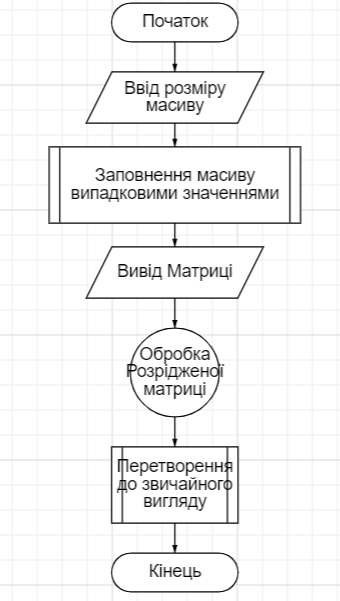 Початок
Ввід розміру
масиву
Заповнення масиву
випадковими значеннями
Вивід Матриці
Обробка
Розрідженої
матриці
Перетворення
до звичайного
вигляду
Кінець